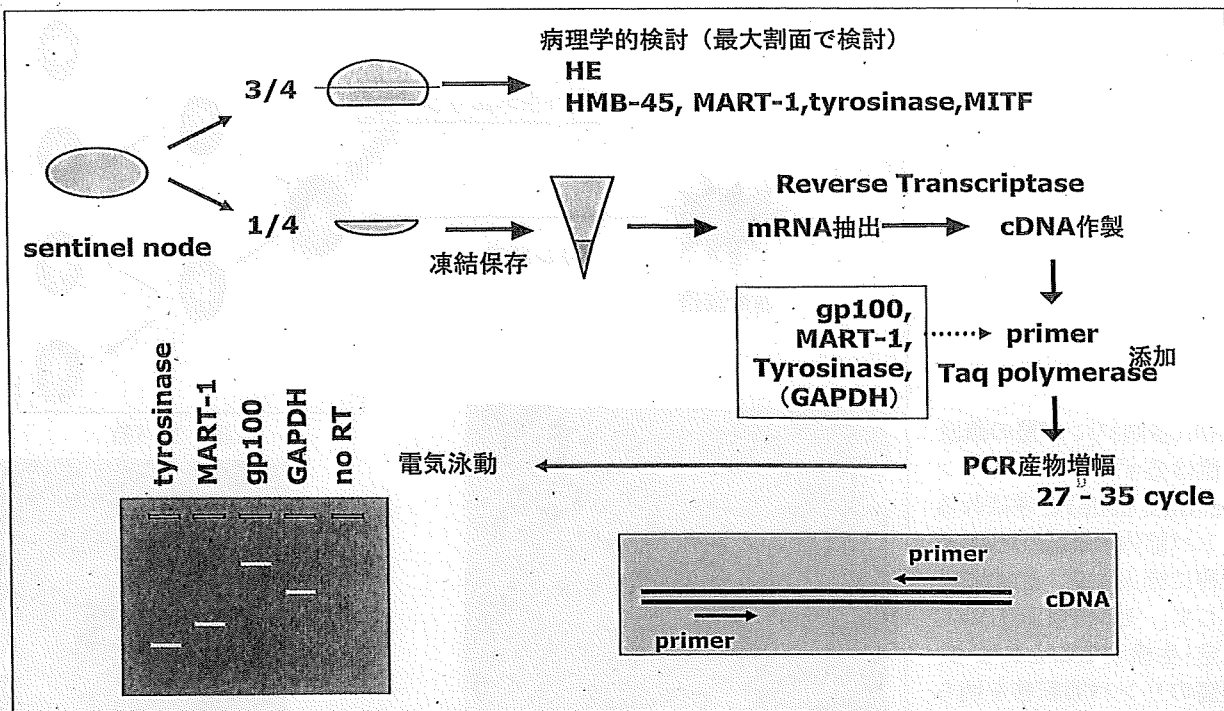 病理学的検討（最大割面で検討）
3/4
HE
HMB-45, MART-1,tyrosinase,MITF
sentinel node
1/4
凍結保存
Reverse Transcriptase
mRNA抽出
cDNA作製
gp100,
MART-1,
Tyrosinase,
（GAPDH）
primer
Taq polymerase
添加
PCR産物増幅
27 - 35 cycle
電気泳動
tyrosinase
MART-1
gp100
GAPDH
no RT
primer
cDNA
primer